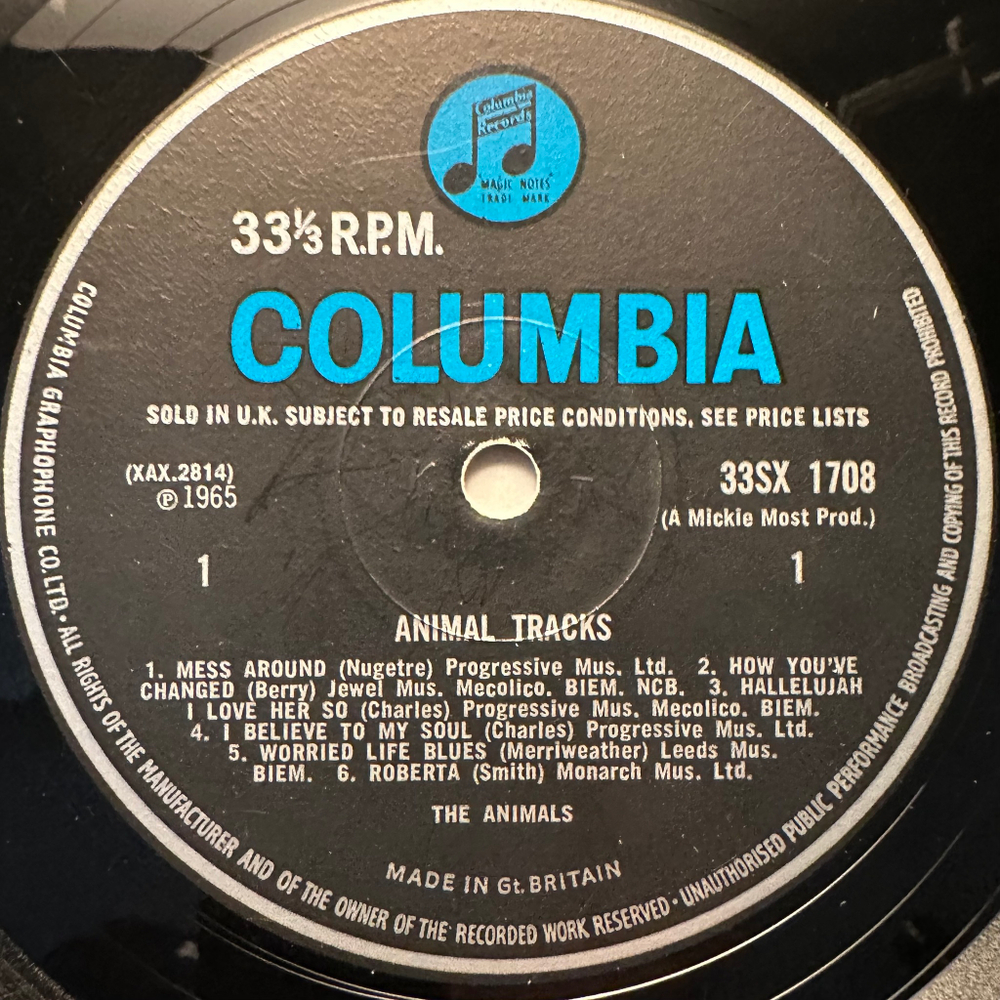 Columbia
Records
"MAGIC NOTES"
TRADE MARK
33⅓ R.P.M.
COLUMBIA
SOLD IN U.K. SUBJECT TO RESALE PRICE CONDITIONS, SEE PRICE LISTS
(XAX.2814)
℗ 1965
33SX 1708
(A Mickie Most Prod.)
1
1
ANIMAL TRACKS
1. MESS AROUND (Nugetre) Progressive Mus. Ltd. 2. HOW YOU'VE
CHANGED (Berry) Jewel Mus. Mecolico. BIEM. NCB. 3. HALLELUJAH
I LOVE HER SO (Charles) Progressive Mus. Mecolico. BIEM.
4. I BELIEVE TO MY SOUL (Charles) Progressive Mus. Ltd.
5. WORRIED LIFE BLUES (Merriweather) Leeds Mus.
BIEM. 6. ROBERTA (Smith) Monarch Mus. Ltd.
THE ANIMALS
MADE IN Gt. BRITAIN
COLUMBIA GRAPHOPHONE CO. LTD. • ALL RIGHTS OF THE MANUFACTURER AND OF THE OWNER OF THE RECORDED WORK RESERVED • UNAUTHORISED PUBLIC PERFORMANCE BROADCASTING AND COPYING OF THIS RECORD PROHIBITED